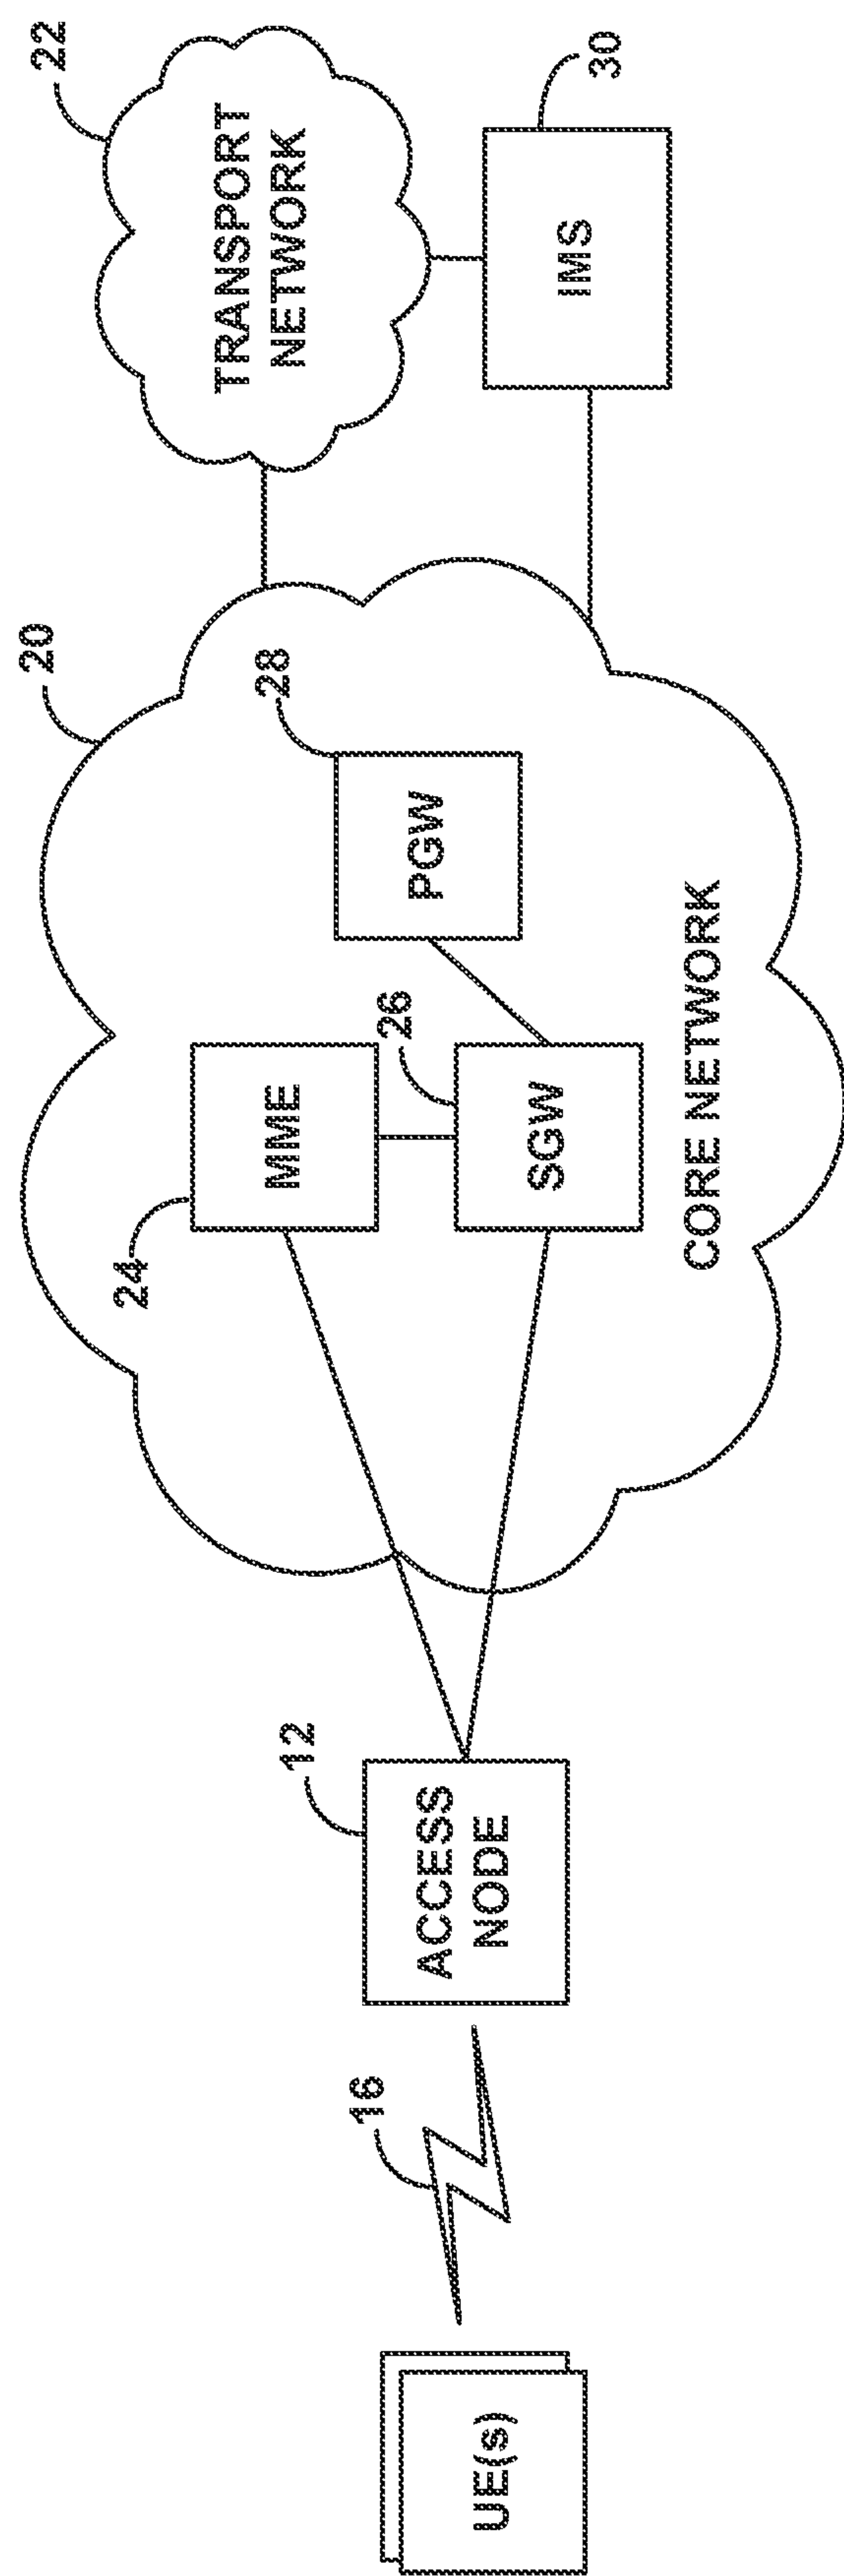 UE(s)
16
12
ACCESS
NODE
20
24
MME
26
SGW
28
PGW
CORE NETWORK
22
TRANSPORT
NETWORK
30
IMS